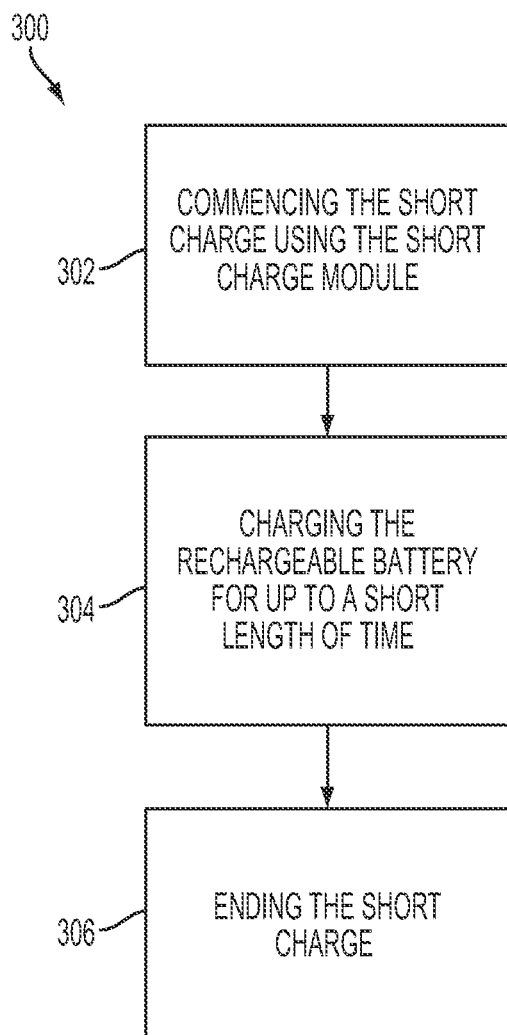 300
COMMENCING THE SHORT
CHARGE USING THE SHORT
CHARGE MODULE
302
CHARGING THE
RECHARGEABLE BATTERY
FOR UP TO A SHORT
LENGTH OF TIME
304
ENDING THE SHORT
CHARGE
306